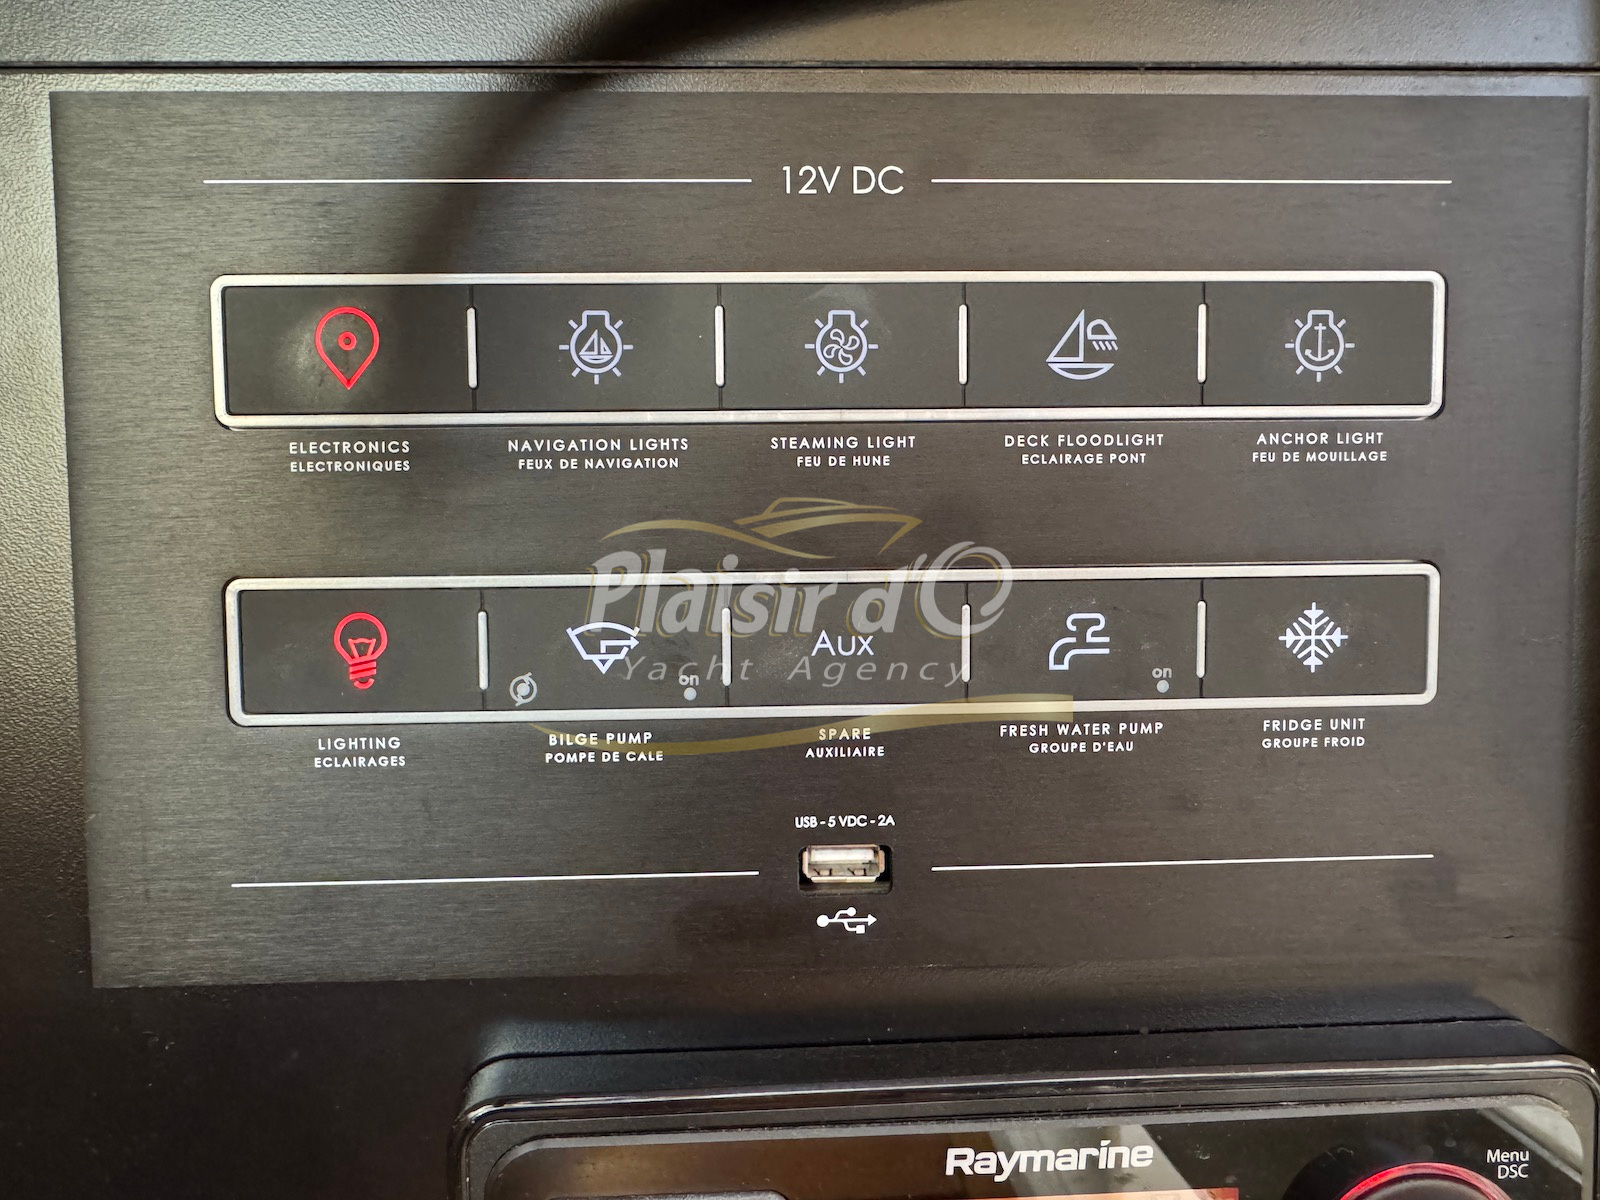 12V DC
ELECTRONICS
ELECTRONIQUES
NAVIGATION LIGHTS
FEUX DE NAVIGATION
STEAMING LIGHT
FEU DE HUNE
DECK FLOODLIGHT
ECLAIRAGE PONT
ANCHOR LIGHT
FEU DE MOUILLAGE
Plaisir d'O
Yacht Agency
AUX
on
on
LIGHTING
ECLAIRAGES
BILGE PUMP
POMPE DE CALE
SPARE
AUXILIAIRE
FRESH WATER PUMP
GROUPE D'EAU
FRIDGE UNIT
GROUPE FROID
USB - 5 VDC - 2A
Raymarine
Menu
DSC